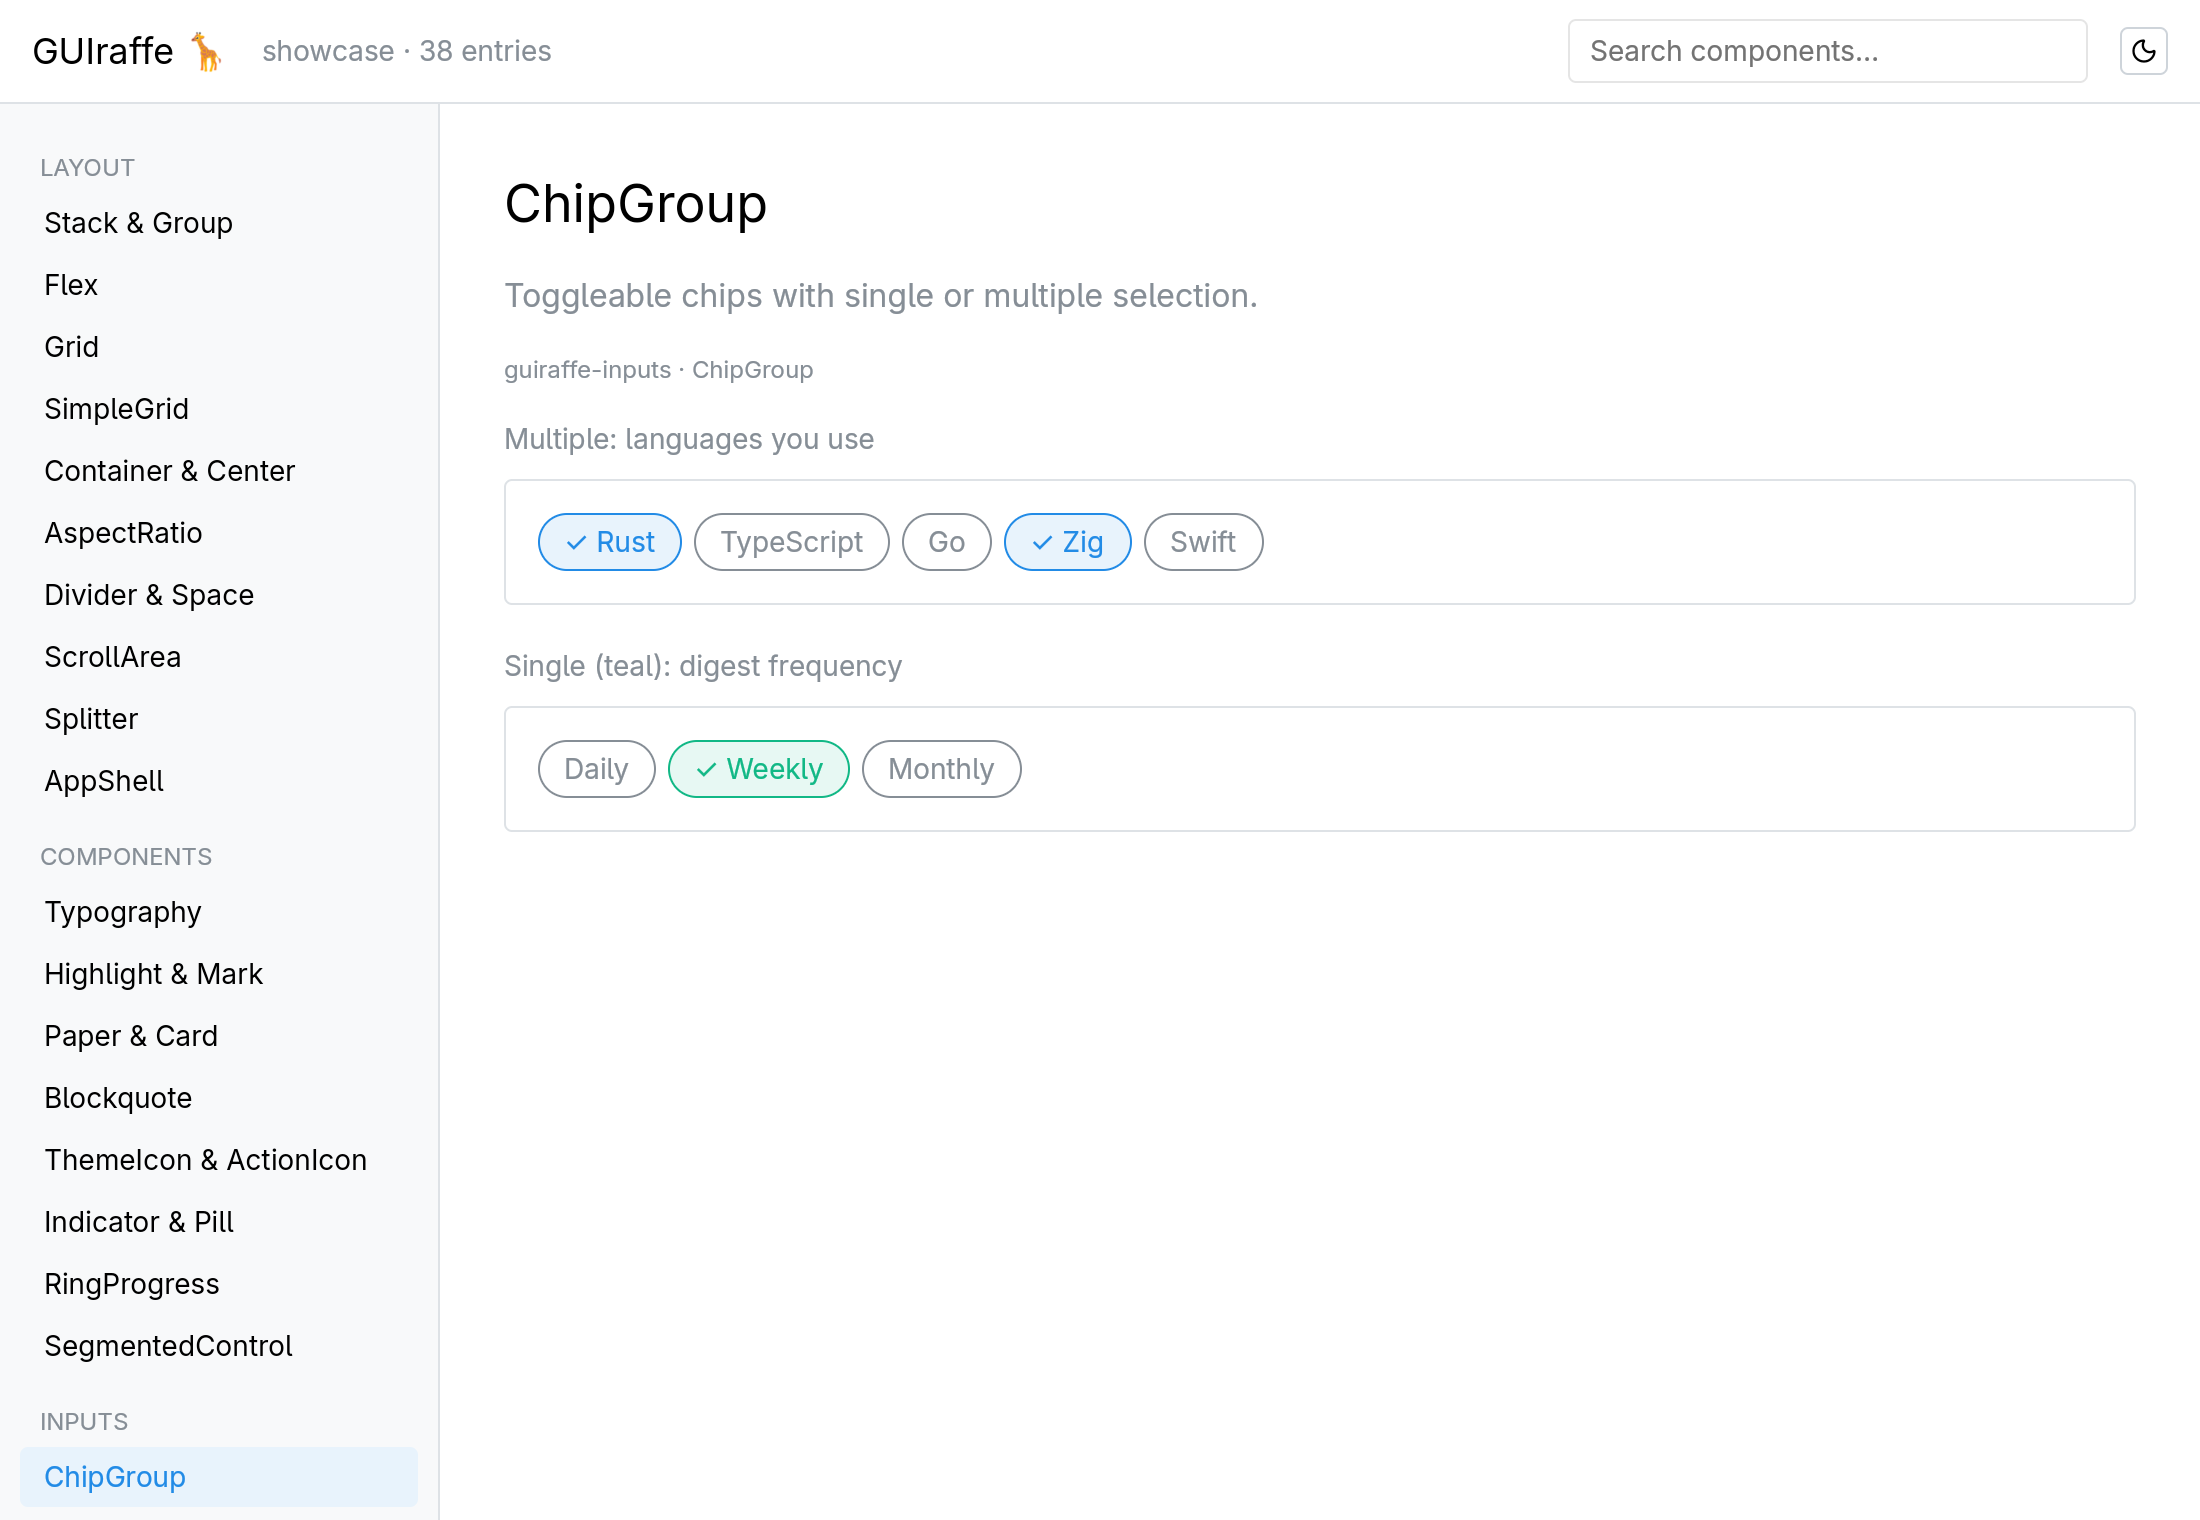 GUIraffe 🦒 showcase · 38 entries
Search components...
LAYOUT
Stack & Group
Flex
Grid
SimpleGrid
Container & Center
AspectRatio
Divider & Space
ScrollArea
Splitter
AppShell
COMPONENTS
Typography
Highlight & Mark
Paper & Card
Blockquote
ThemeIcon & ActionIcon
Indicator & Pill
RingProgress
SegmentedControl
INPUTS
ChipGroup
ChipGroup
Toggleable chips with single or multiple selection.
guiraffe-inputs · ChipGroup
Multiple: languages you use
✓ Rust TypeScript Go ✓ Zig Swift
Single (teal): digest frequency
Daily ✓ Weekly Monthly